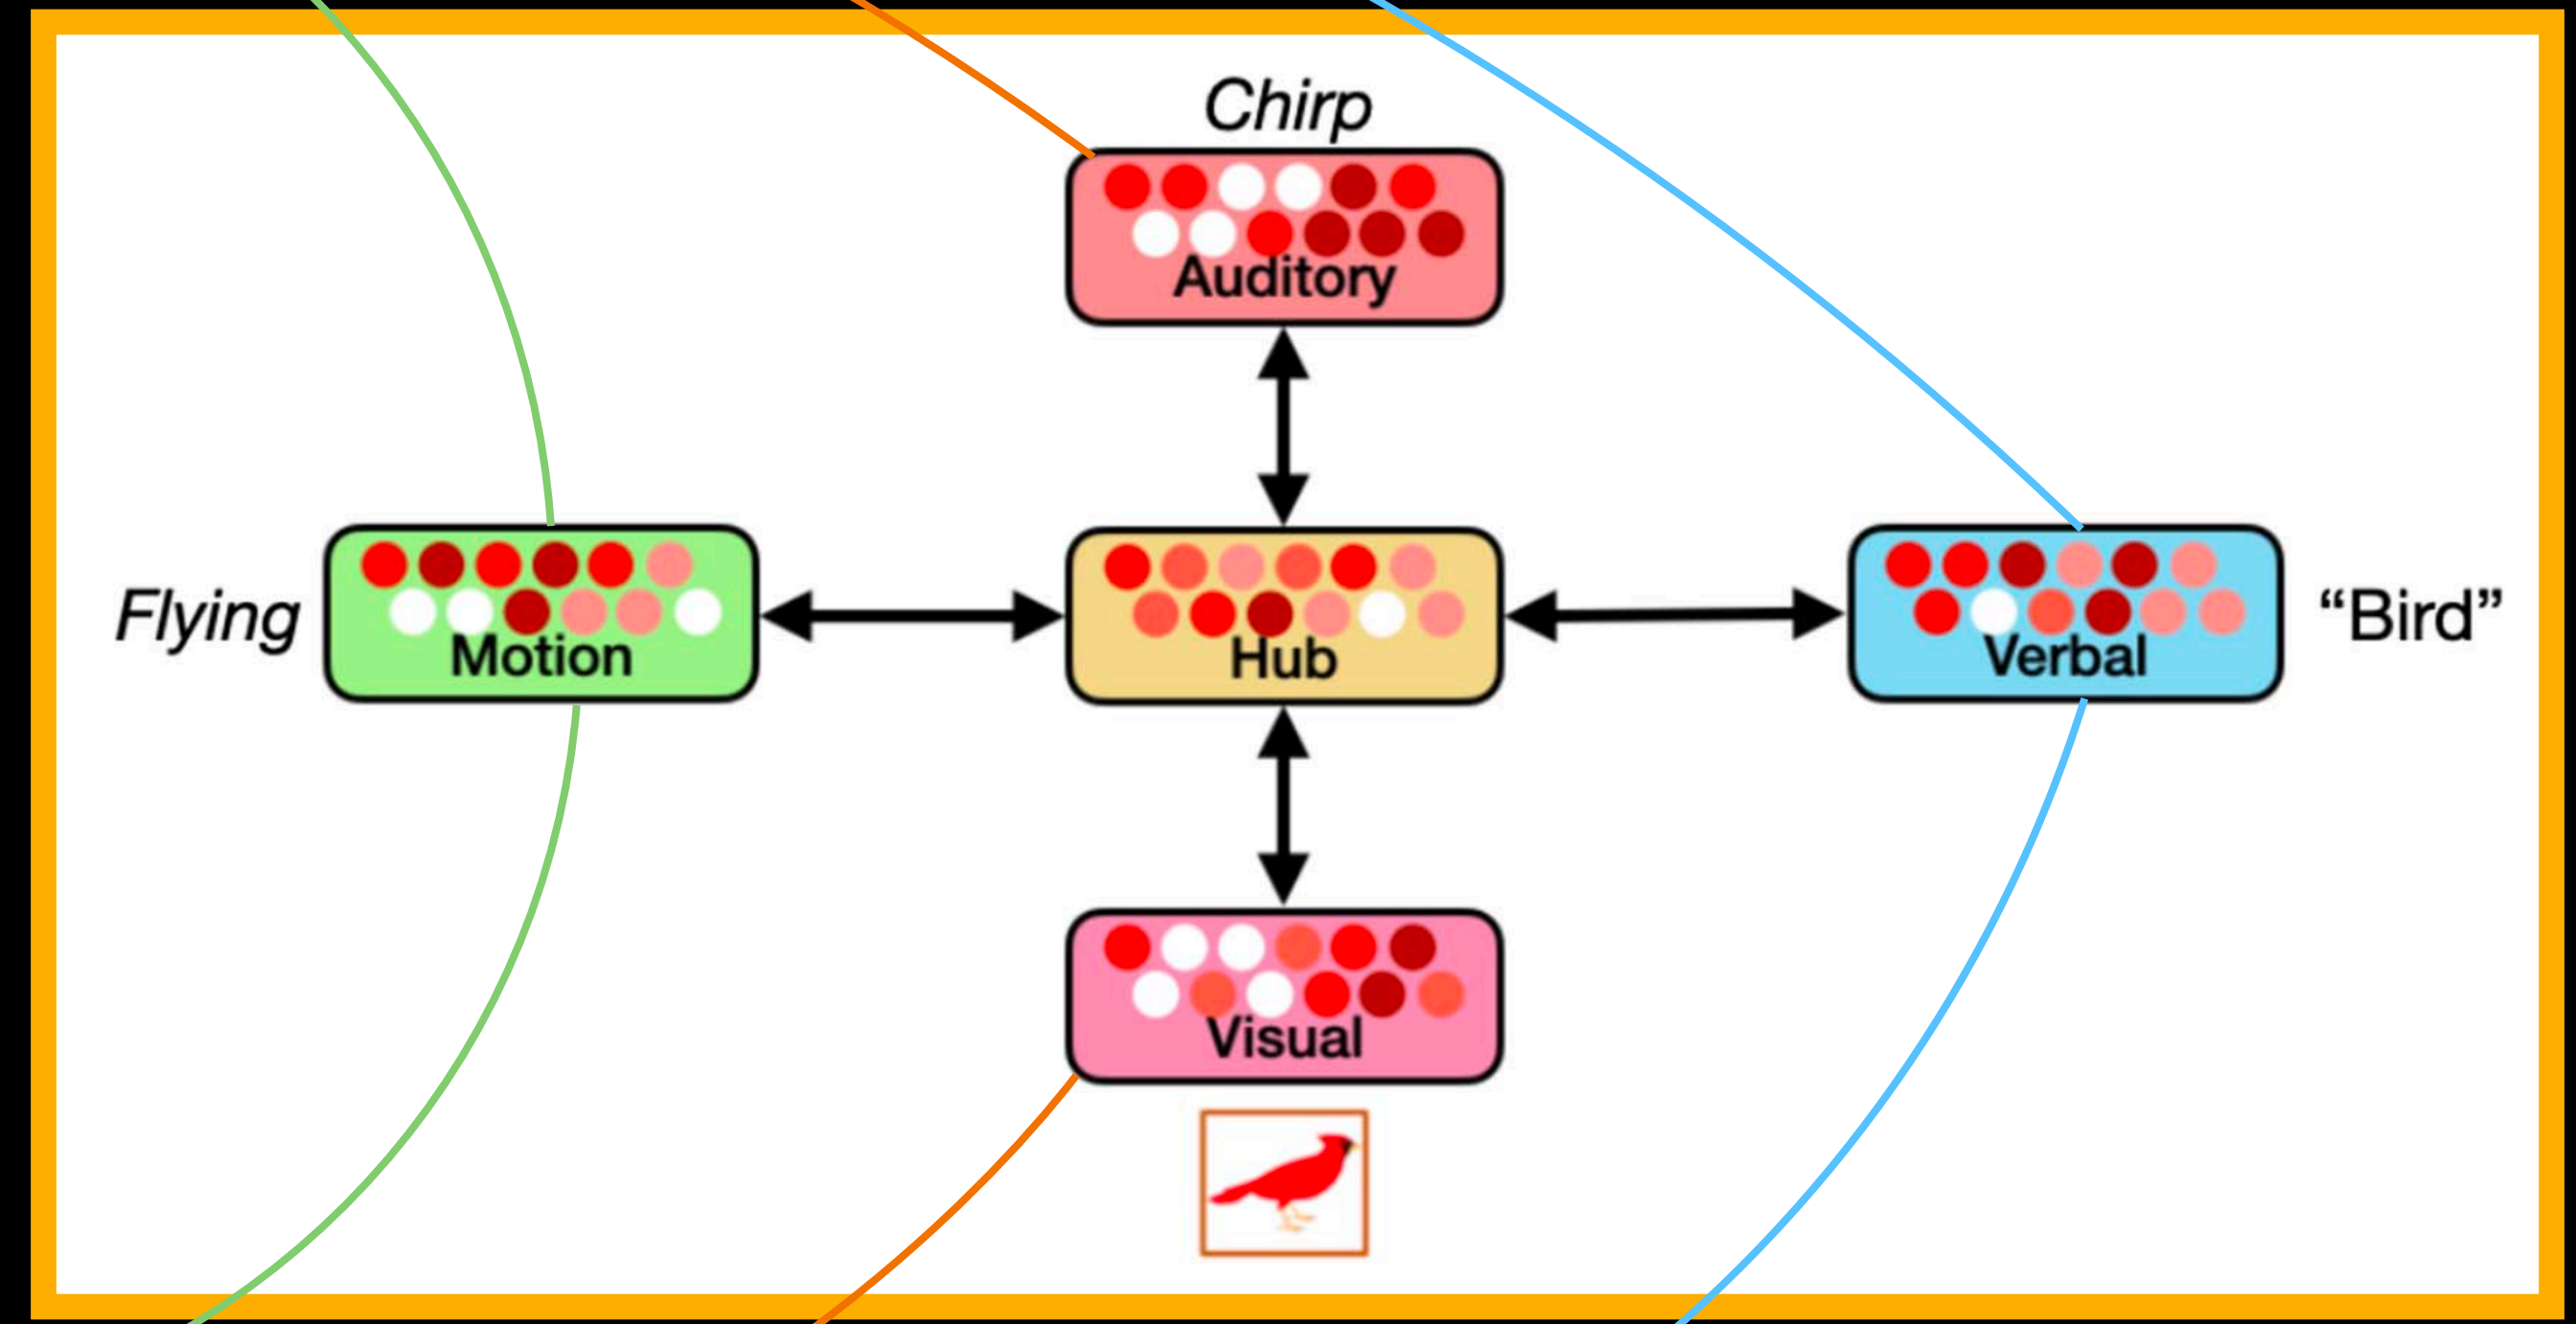 Chirp
Auditory
Flying
Motion
Hub
Verbal
“Bird”
Visual